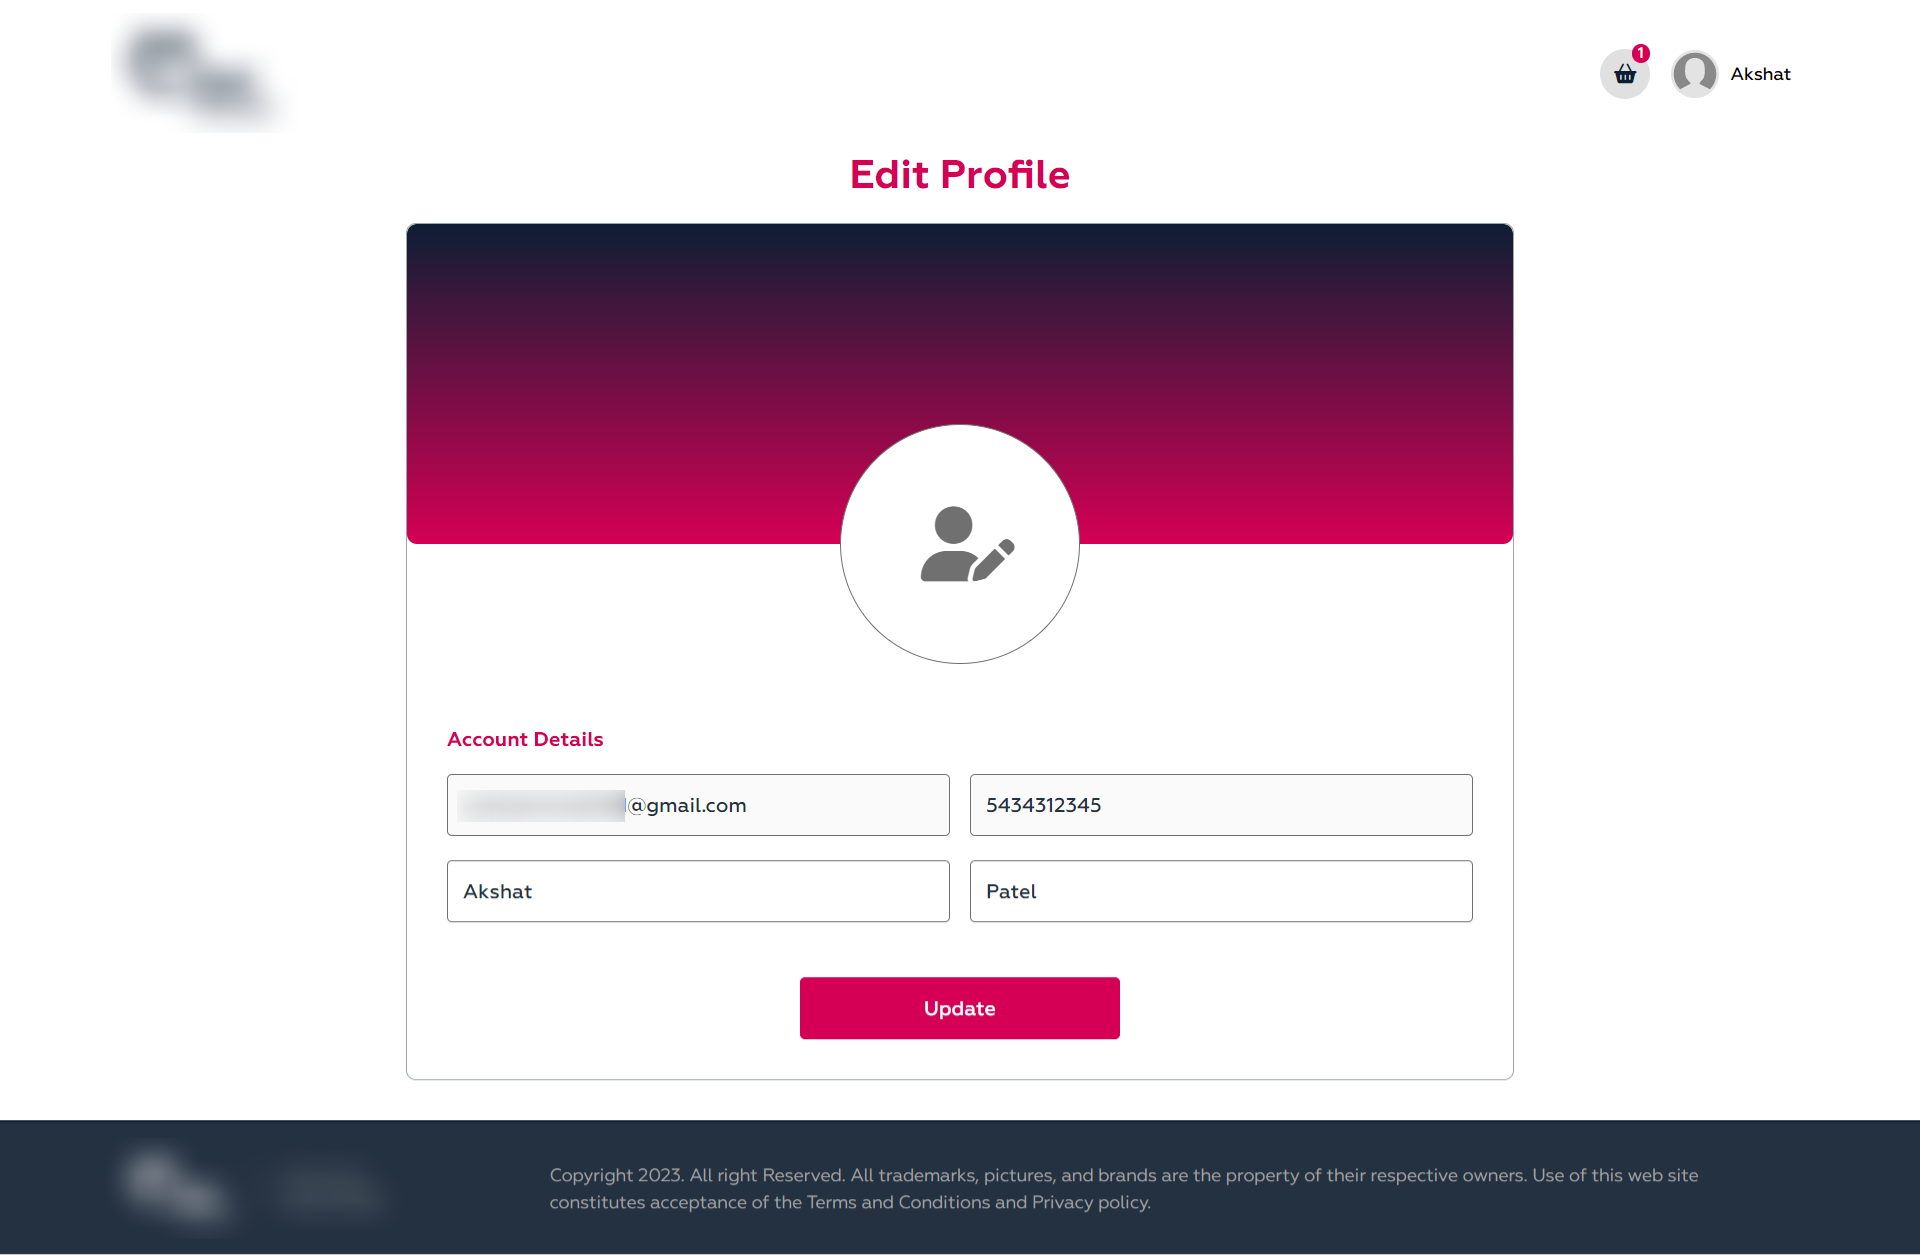 1
Akshat
Edit Profile
Account Details
@gmail.com
5434312345
Akshat
Patel
Update
Copyright 2023. All right Reserved. All trademarks, pictures, and brands are the property of their respective owners. Use of this web site
constitutes acceptance of the Terms and Conditions and Privacy policy.